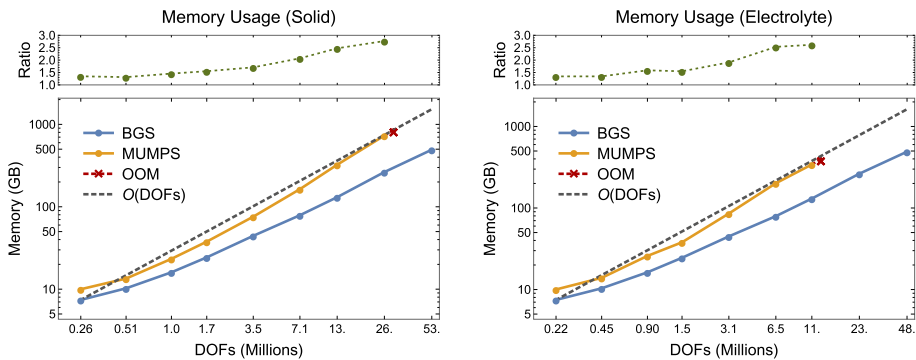 Memory Usage (Solid)
Ratio
3.0
2.5
2.0
1.5
1.0
Memory (GB)
1000
500
100
50
10
5
BGS
MUMPS
OOM
O(DOFs)
0.26 0.51 1.0 1.7 3.5 7.1 13. 26. 53.
DOFs (Millions)
Memory Usage (Electrolyte)
Ratio
3.0
2.5
2.0
1.5
1.0
Memory (GB)
1000
500
100
50
10
5
BGS
MUMPS
OOM
O(DOFs)
0.22 0.45 0.90 1.5 3.1 6.5 11. 23. 48.
DOFs (Millions)